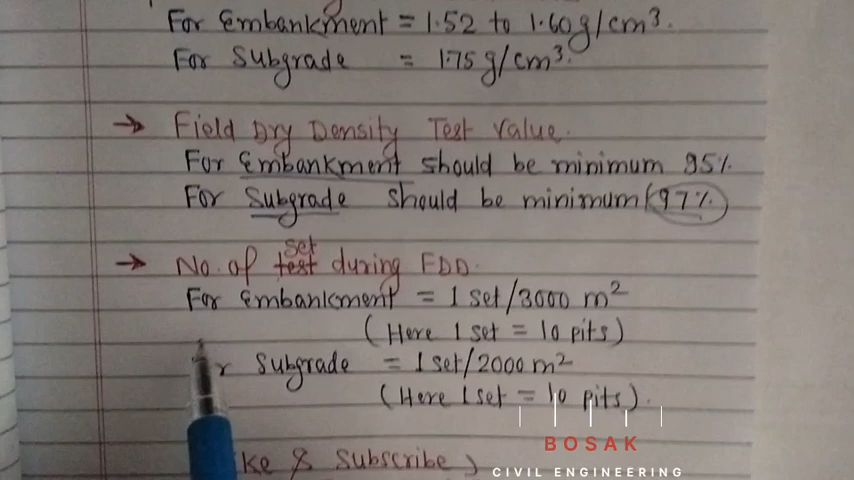 For Embankment = 1.52 to 1.60 g/cm³.
For Subgrade = 1.75 g/cm³.
→ Field Dry Density Test Value.
For Embankment should be minimum 95%
For Subgrade should be minimum (97%)
→ No. of test set during FDD.
For Embankment = 1 set/3000 m²
(Here 1 set = 10 pits)
r Subgrade = 1 set/2000 m²
(Here 1 set = 10 pits).
ke & Subscribe)
BOSAK
CIVIL ENGINEERING